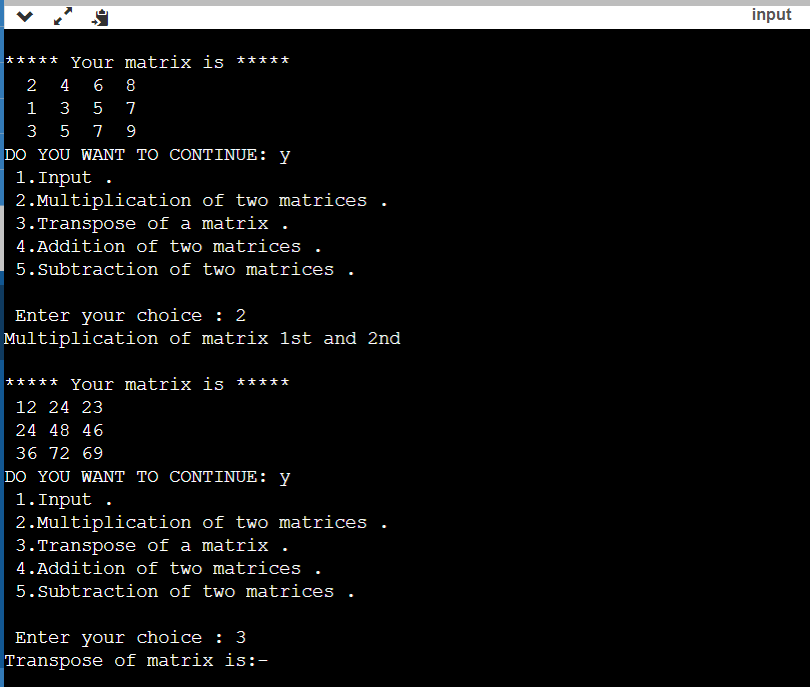 input
***** Your matrix is *****
2 4 6 8
1 3 5 7
3 5 7 9
DO YOU WANT TO CONTINUE: y
1.Input .
2.Multiplication of two matrices .
3.Transpose of a matrix .
4.Addition of two matrices .
5.Subtraction of two matrices .
Enter your choice : 2
Multiplication of matrix 1st and 2nd
***** Your matrix is *****
12 24 23
24 48 46
36 72 69
DO YOU WANT TO CONTINUE: y
1.Input .
2.Multiplication of two matrices .
3.Transpose of a matrix .
4.Addition of two matrices .
5.Subtraction of two matrices .
Enter your choice : 3
Transpose of matrix is:-